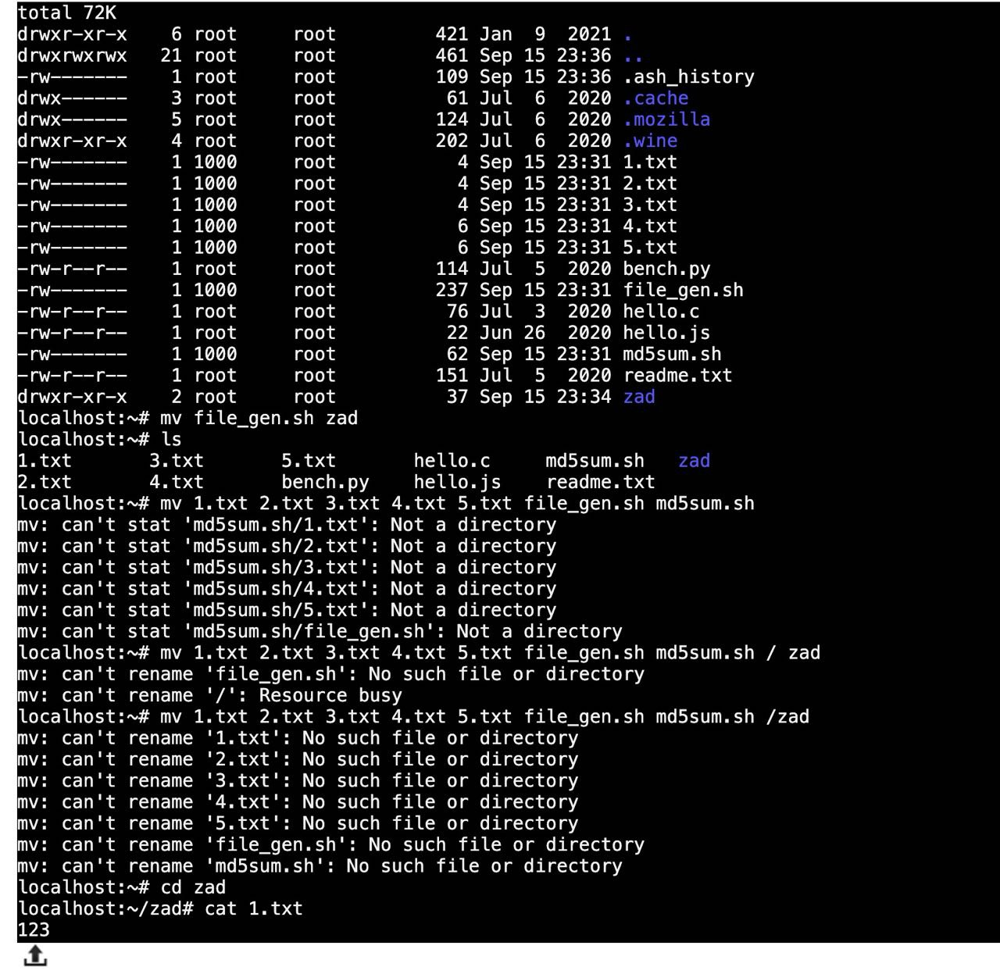 total 72K
drwxr-xr-x    6 root     root         421 Jan  9  2021 .
drwxrwxrwx   21 root     root         461 Sep 15 23:36 ..
-rw-------    1 root     root         109 Sep 15 23:36 .ash_history
drwx------    3 root     root          61 Jul  6  2020 .cache
drwx------    5 root     root         124 Jul  6  2020 .mozilla
drwxr-xr-x    4 root     root         202 Jul  6  2020 .wine
-rw-------    1 1000     root           4 Sep 15 23:31 1.txt
-rw-------    1 1000     root           4 Sep 15 23:31 2.txt
-rw-------    1 1000     root           4 Sep 15 23:31 3.txt
-rw-------    1 1000     root           6 Sep 15 23:31 4.txt
-rw-------    1 1000     root           6 Sep 15 23:31 5.txt
-rw-r--r--    1 root     root         114 Jul  5  2020 bench.py
-rw-------    1 1000     root         237 Sep 15 23:31 file_gen.sh
-rw-r--r--    1 root     root          76 Jul  3  2020 hello.c
-rw-r--r--    1 root     root          22 Jun 26  2020 hello.js
-rw-------    1 1000     root          62 Sep 15 23:31 md5sum.sh
-rw-r--r--    1 root     root         151 Jul  5  2020 readme.txt
drwxr-xr-x    2 root     root          37 Sep 15 23:34 zad
localhost:~# mv file_gen.sh zad
localhost:~# ls
1.txt       3.txt       5.txt       hello.c     md5sum.sh   zad
2.txt       4.txt       bench.py    hello.js    readme.txt
localhost:~# mv 1.txt 2.txt 3.txt 4.txt 5.txt file_gen.sh md5sum.sh
mv: can't stat 'md5sum.sh/1.txt': Not a directory
mv: can't stat 'md5sum.sh/2.txt': Not a directory
mv: can't stat 'md5sum.sh/3.txt': Not a directory
mv: can't stat 'md5sum.sh/4.txt': Not a directory
mv: can't stat 'md5sum.sh/5.txt': Not a directory
mv: can't stat 'md5sum.sh/file_gen.sh': Not a directory
localhost:~# mv 1.txt 2.txt 3.txt 4.txt 5.txt file_gen.sh md5sum.sh / zad
mv: can't rename 'file_gen.sh': No such file or directory
mv: can't rename '/': Resource busy
localhost:~# mv 1.txt 2.txt 3.txt 4.txt 5.txt file_gen.sh md5sum.sh /zad
mv: can't rename '1.txt': No such file or directory
mv: can't rename '2.txt': No such file or directory
mv: can't rename '3.txt': No such file or directory
mv: can't rename '4.txt': No such file or directory
mv: can't rename '5.txt': No such file or directory
mv: can't rename 'file_gen.sh': No such file or directory
mv: can't rename 'md5sum.sh': No such file or directory
localhost:~# cd zad
localhost:~/zad# cat 1.txt
123